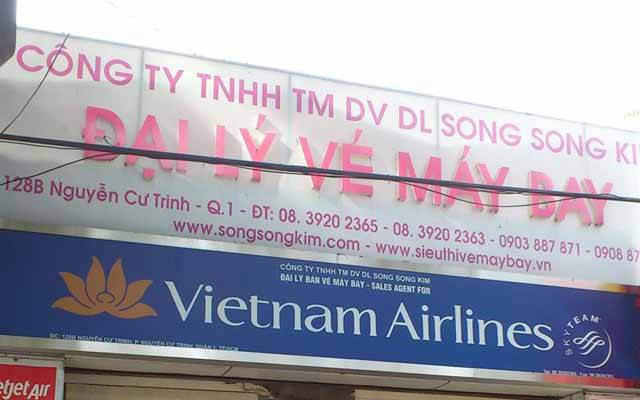 CÔNG TY TNHH TM DV DL SONG SONG KI
ĐẠI LÝ VÉ MÁY BAY
128B Nguyễn Cư Trinh - Q.1 - ĐT: 08. 3920 2365 - 08. 3920 2363 - 0903 887 871 - 0908 87
www.songsongkim.com - www.sieuthivemaybay.vn
CÔNG TY TNHH TM DV DL SONG SONG KIM
ĐẠI LÝ BÁN VÉ MÁY BAY - SALES AGENT FOR
Vietnam Airlines
SKYTEAM
ĐC: 128B NGUYỄN CƯ TRINH, P. NGUYỄN CƯ TRINH, QUẬN 1, TP.HCM
etjet Air